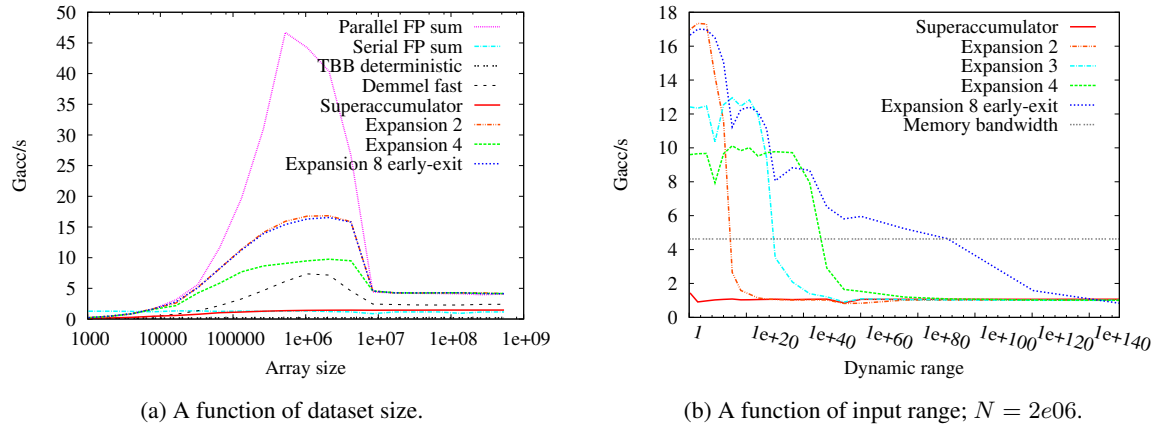 50
45
40
35
30
25
20
15
10
5
0
Gacc/s
Parallel FP sum
Serial FP sum
TBB deterministic
Demmel fast
Superaccumulator
Expansion 2
Expansion 4
Expansion 8 early-exit
1000 10000 100000 1e+06 1e+07 1e+08 1e+09
Array size
(a) A function of dataset size.
18
16
14
12
10
8
6
4
2
0
Gacc/s
Superaccumulator
Expansion 2
Expansion 3
Expansion 4
Expansion 8 early-exit
Memory bandwidth
1 1e+20 1e+40 1e+60 1e+80 1e+100 1e+120 1e+140
Dynamic range
(b) A function of input range; N = 2e06.